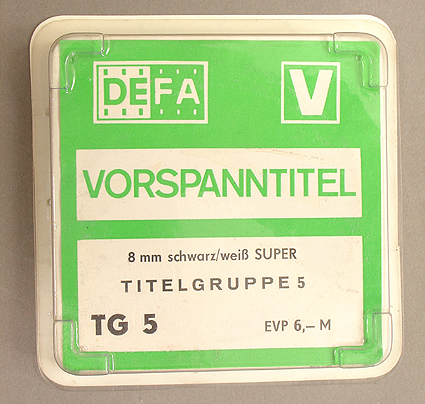 DEFA V
VORSPANNTITEL
8 mm schwarz/weiß SUPER
TITELGRUPPE 5
TG 5 EVP 6,– M